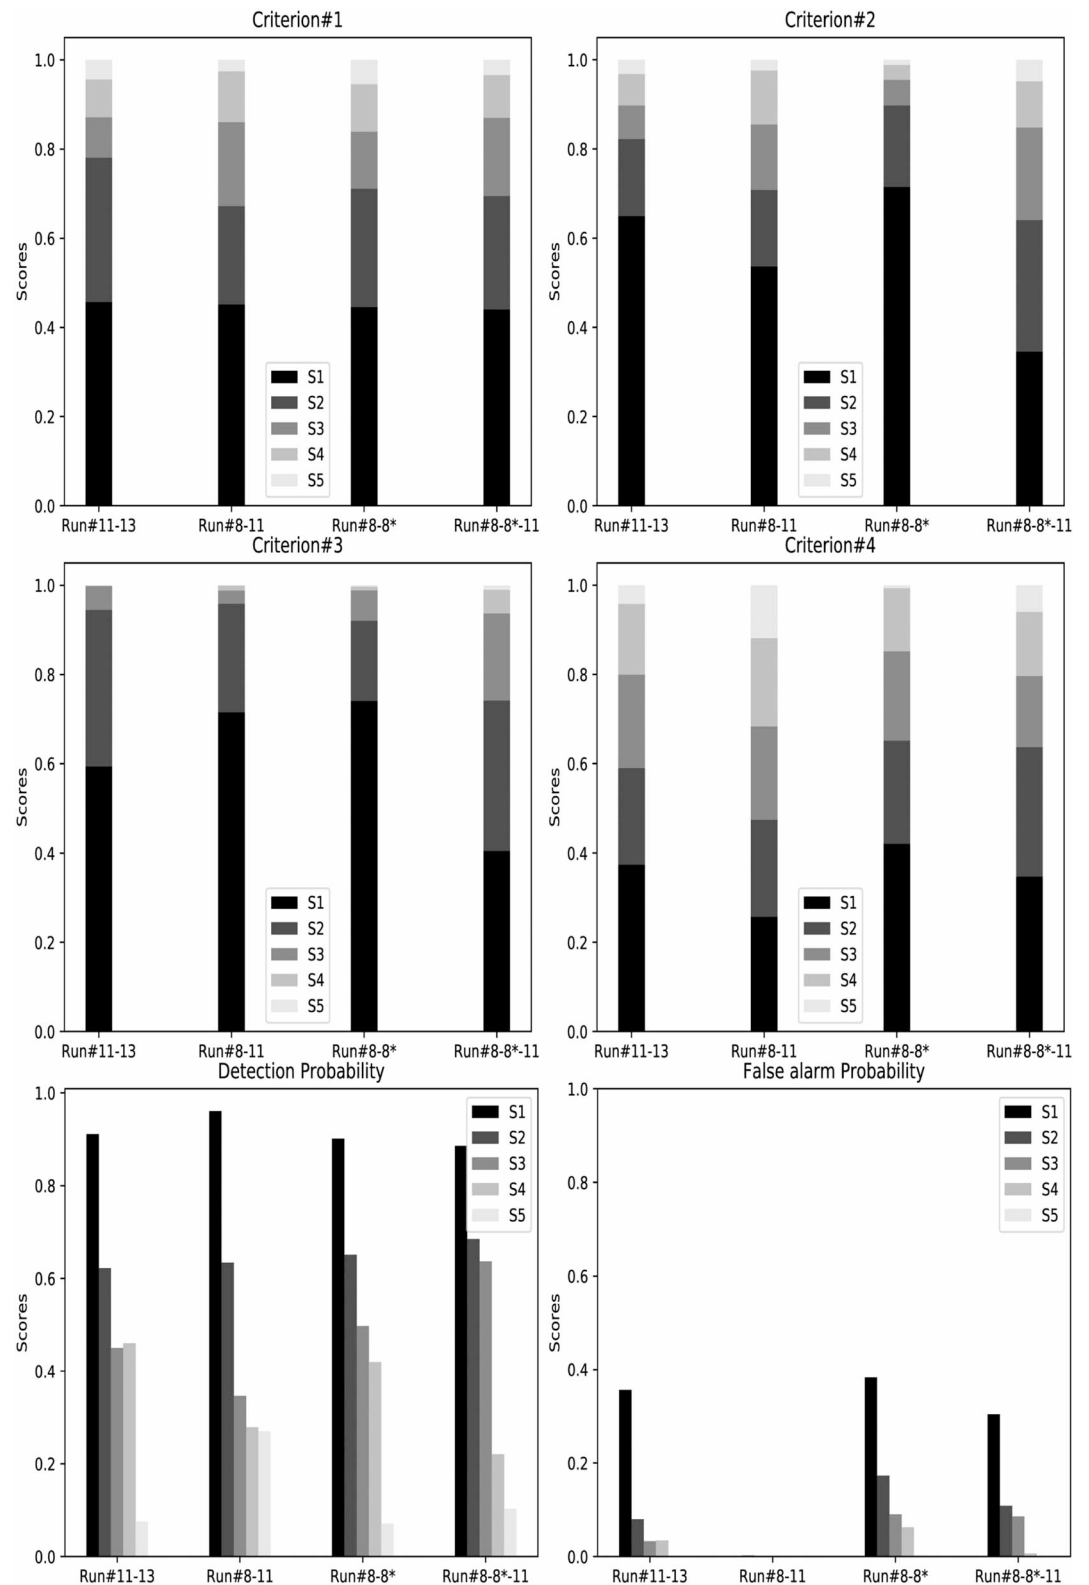 Criterion#1
Scores
1.0
0.8
0.6
0.4
0.2
0.0
S1
S2
S3
S4
S5
Run#11-13
Run#8-11
Run#8-8*
Run#8-8*-11
Criterion#2
Scores
1.0
0.8
0.6
0.4
0.2
0.0
S1
S2
S3
S4
S5
Run#11-13
Run#8-11
Run#8-8*
Run#8-8*-11
Criterion#3
Scores
1.0
0.8
0.6
0.4
0.2
0.0
S1
S2
S3
S4
S5
Run#11-13
Run#8-11
Run#8-8*
Run#8-8*-11
Criterion#4
Scores
1.0
0.8
0.6
0.4
0.2
0.0
S1
S2
S3
S4
S5
Run#11-13
Run#8-11
Run#8-8*
Run#8-8*-11
Detection Probability
Scores
1.0
0.8
0.6
0.4
0.2
0.0
S1
S2
S3
S4
S5
Run#11-13
Run#8-11
Run#8-8*
Run#8-8*-11
False alarm Probability
Scores
1.0
0.8
0.6
0.4
0.2
0.0
S1
S2
S3
S4
S5
Run#11-13
Run#8-11
Run#8-8*
Run#8-8*-11